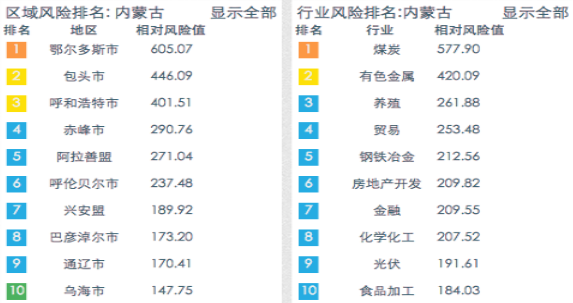 区域风险排名: 内蒙古 显示全部
排名 地区 相对风险值
1 鄂尔多斯市 605.07
2 包头市 446.09
3 呼和浩特市 401.51
4 赤峰市 290.76
5 阿拉善盟 271.04
6 呼伦贝尔市 237.48
7 兴安盟 189.92
8 巴彦淖尔市 173.20
9 通辽市 170.41
10 乌海市 147.75
行业风险排名:内蒙古 显示全部
排名 行业 相对风险值
1 煤炭 577.90
2 有色金属 420.09
3 养殖 261.88
4 贸易 253.48
5 钢铁冶金 212.56
6 房地产开发 209.82
7 金融 209.55
8 化学化工 207.52
9 光伏 191.61
10 食品加工 184.03